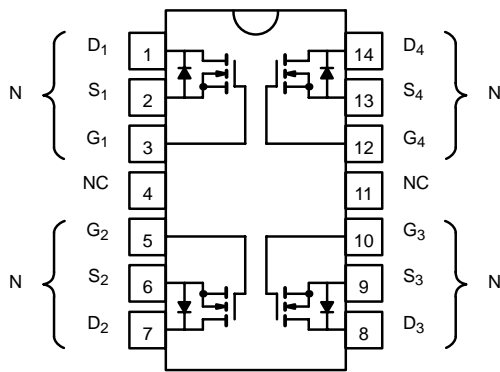 D1 1 14 D4
N S1 2 13 S4 N
G1 3 12 G4
NC 4 11 NC
G2 5 10 G3
N S2 6 9 S3 N
D2 7 8 D3